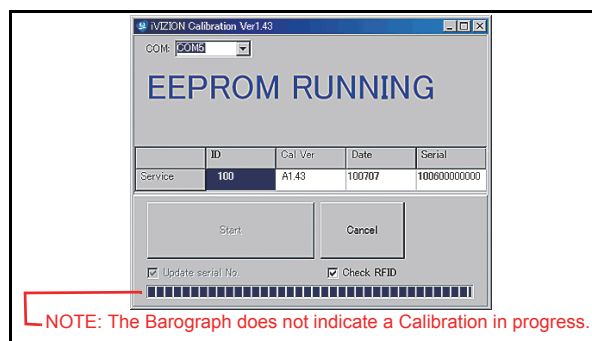 iVIZION Calibration Ver1.43
COM: COM5
EEPROM RUNNING
ID Cal Ver Date Serial
Service 100 A1.43 100707 100600000000
Start Cancel
Update serial No. Check RFID
NOTE: The Barograph does not indicate a Calibration in progress.